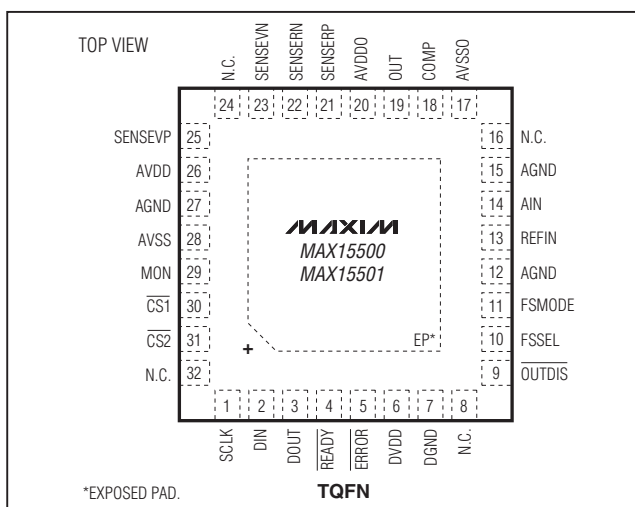 TOP VIEW
N.C.
SENSEVN
SENSERN
SENSERP
AVDDO
OUT
COMP
AVSSO
24 23 22 21 20 19 18 17
SENSEVP 25
AVDD 26
AGND 27
AVSS 28
MON 29
CS1 30
CS2 31
N.C. 32
16 N.C.
15 AGND
14 AIN
13 REFIN
12 AGND
11 FSMODE
10 FSSEL
9 OUTDIS
MAXIM
MAX15500
MAX15501
EP*
+
1 2 3 4 5 6 7 8
SCLK
DIN
DOUT
READY
ERROR
DVDD
DGND
N.C.
*EXPOSED PAD.
TQFN